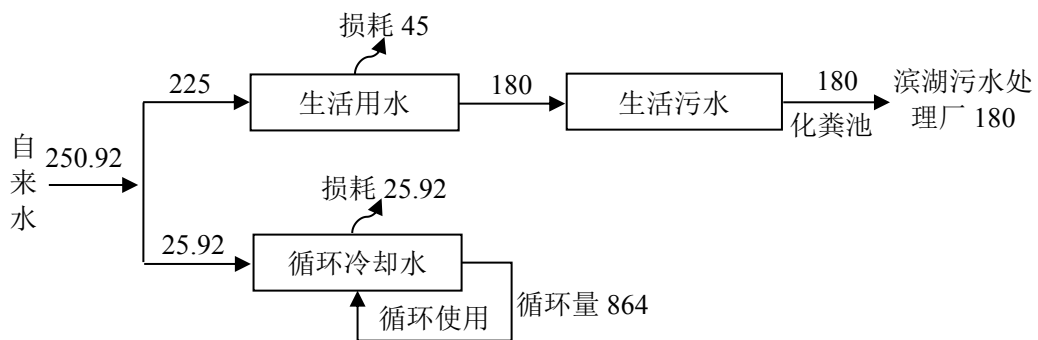 损耗 45
225
生活用水
180
生活污水
180
化粪池
滨湖污水处
理厂 180
自
来
水
250.92
损耗 25.92
25.92
循环冷却水
循环使用
循环量 864